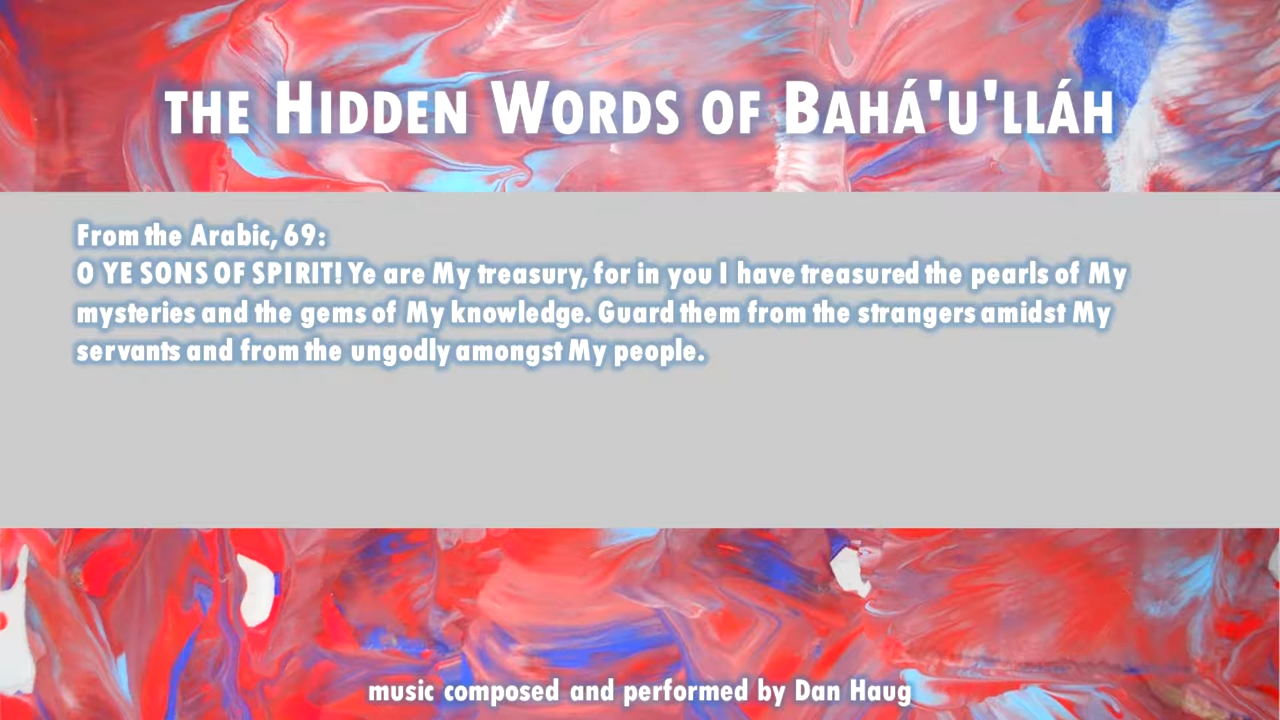 THE HIDDEN WORDS OF BAHÁ'U'LLÁH
From the Arabic, 69:
O YE SONS OF SPIRIT! Ye are My treasury, for in you I have treasured the pearls of My
mysteries and the gems of My knowledge. Guard them from the strangers amidst My
servants and from the ungodly amongst My people.
music composed and performed by Dan Haug